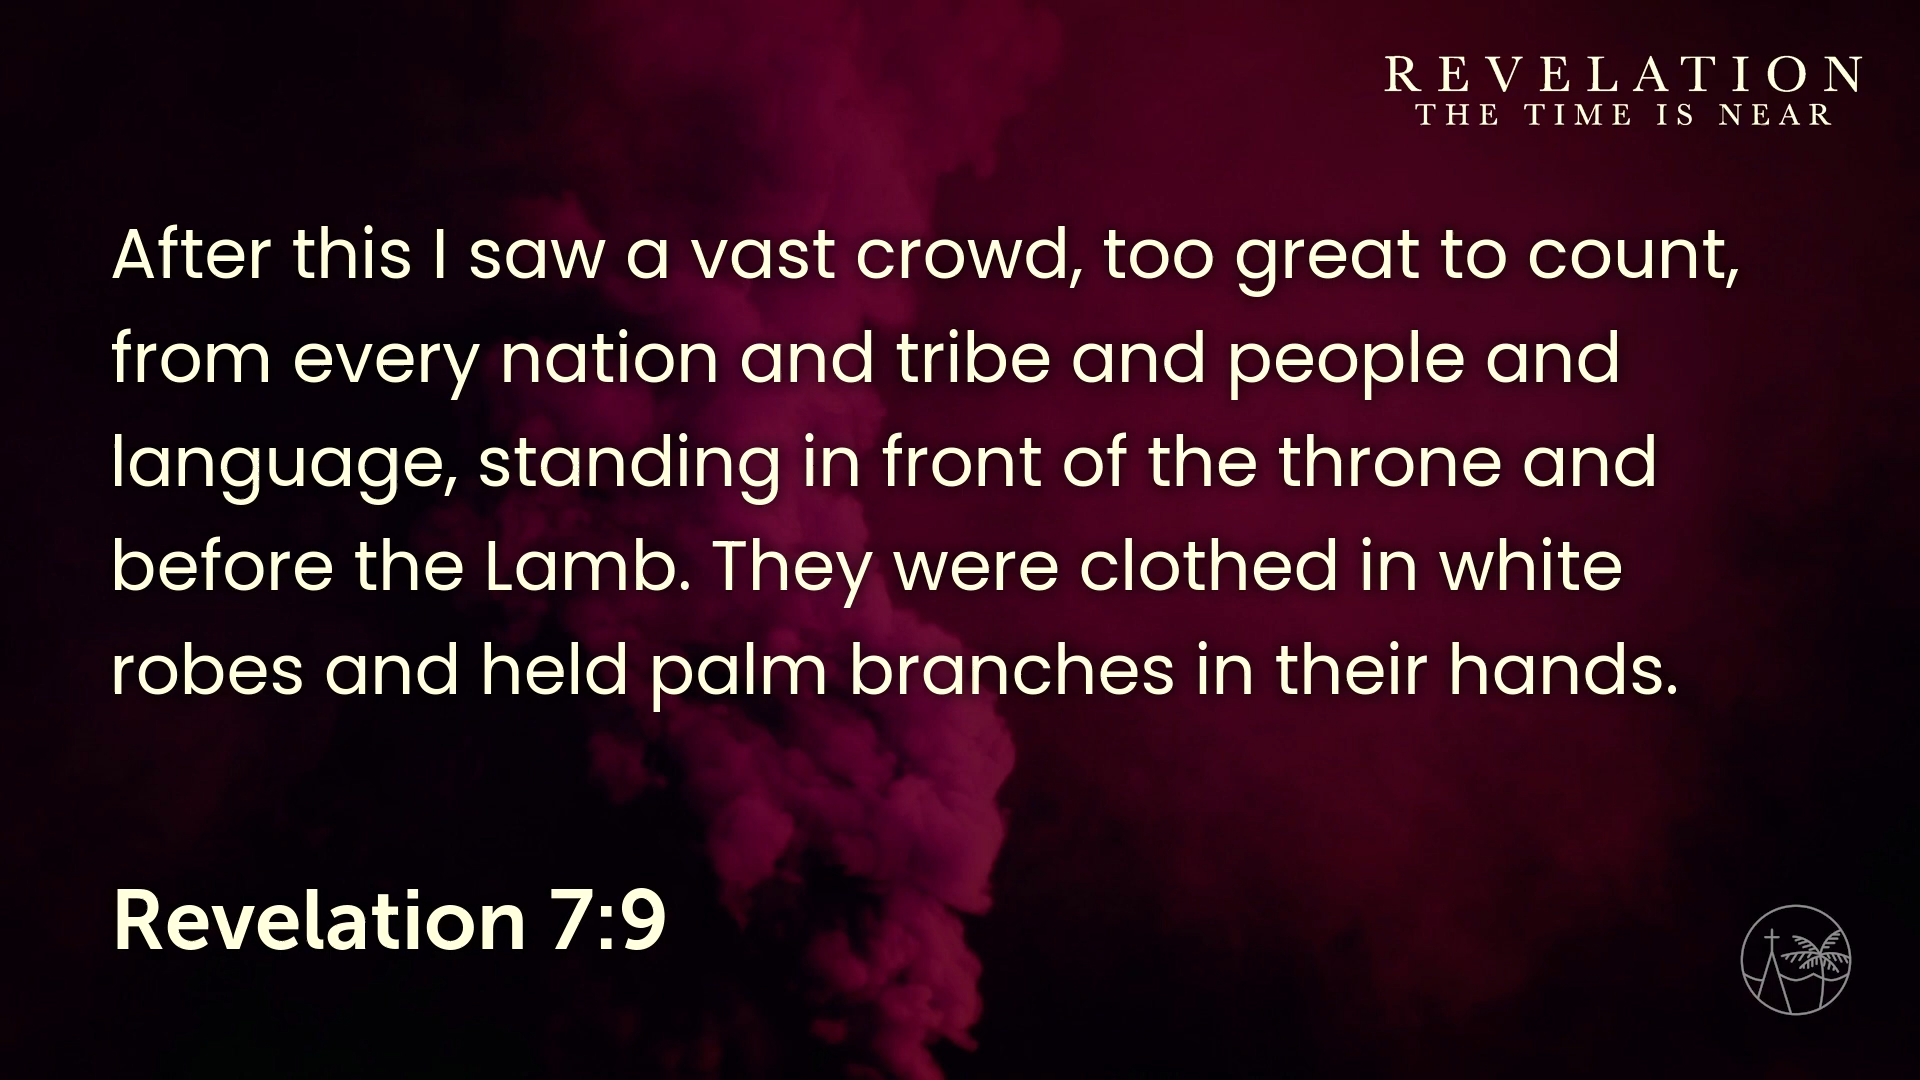 REVELATION
THE TIME IS NEAR
After this I saw a vast crowd, too great to count,
from every nation and tribe and people and
language, standing in front of the throne and
before the Lamb. They were clothed in white
robes and held palm branches in their hands.
Revelation 7:9